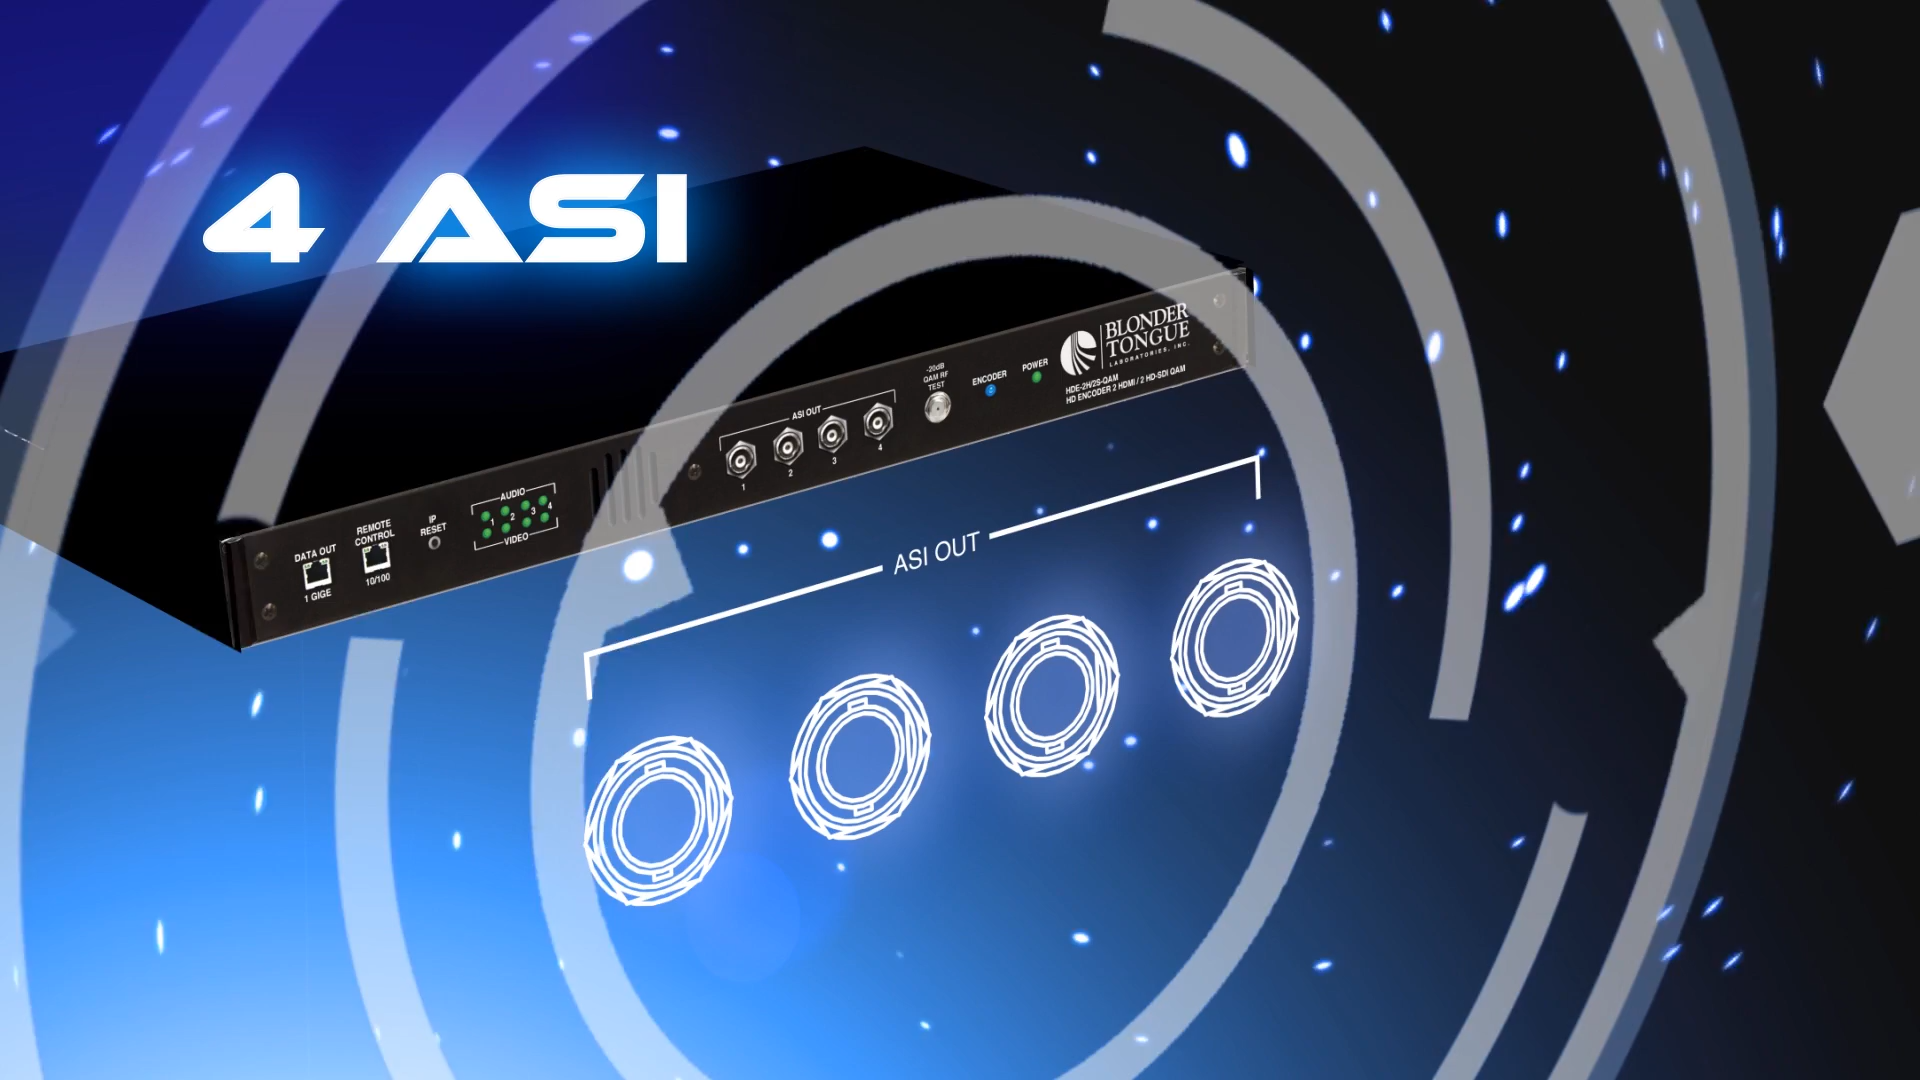 4 ASI
BLONDER
TONGUE
LABORATORIES, INC.
HDE-2H/2S-QAM
HD ENCODER 2 HDMI / 2 HD-SDI QAM
POWER
ENCODER
-20dB
QAM RF
TEST
ASI OUT
1 2 3 4
AUDIO
1 2 3 4
VIDEO
IP
RESET
REMOTE
CONTROL
10/100
DATA OUT
1 GIGE
ASI OUT